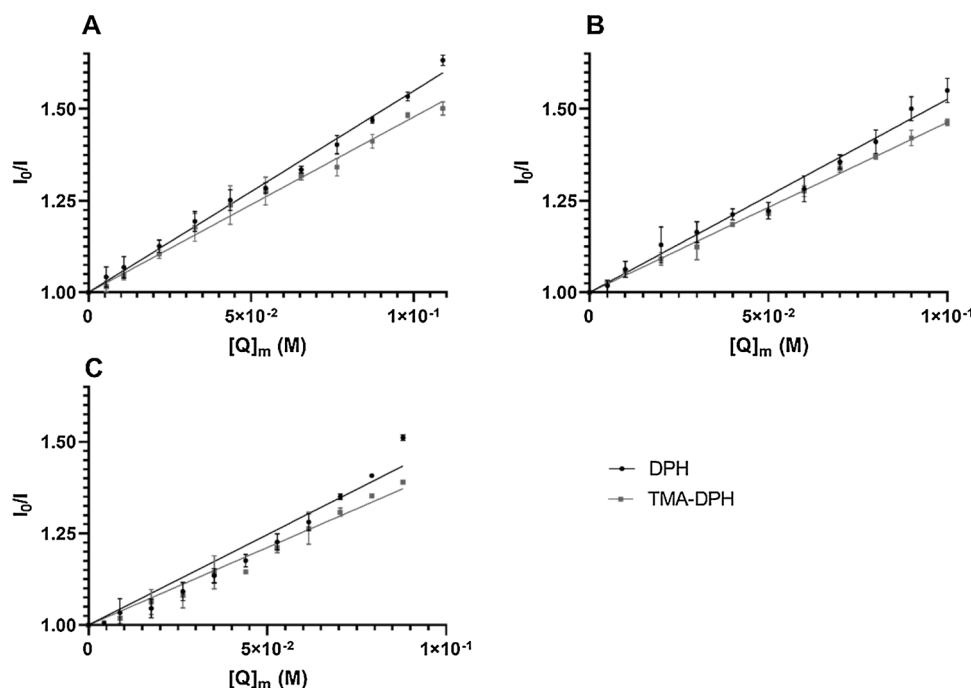 A
1.50
1.25
1.00
I₀/I
0
5×10⁻²
1×10⁻¹
[Q]ₘ (M)
B
1.50
1.25
1.00
I₀/I
0
5×10⁻²
1×10⁻¹
[Q]ₘ (M)
C
1.50
1.25
1.00
I₀/I
0
5×10⁻²
1×10⁻¹
[Q]ₘ (M)
DPH
TMA-DPH